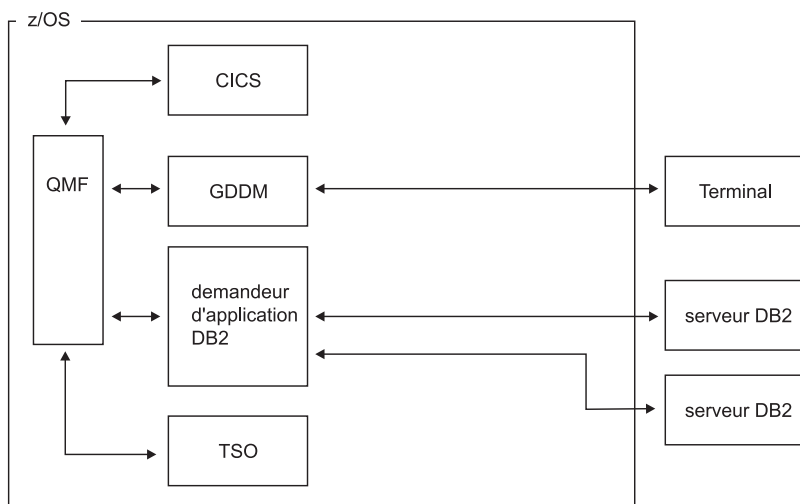 z/OS
CICS
QMF
GDDM
Terminal
demandeur
d'application
DB2
serveur DB2
serveur DB2
TSO